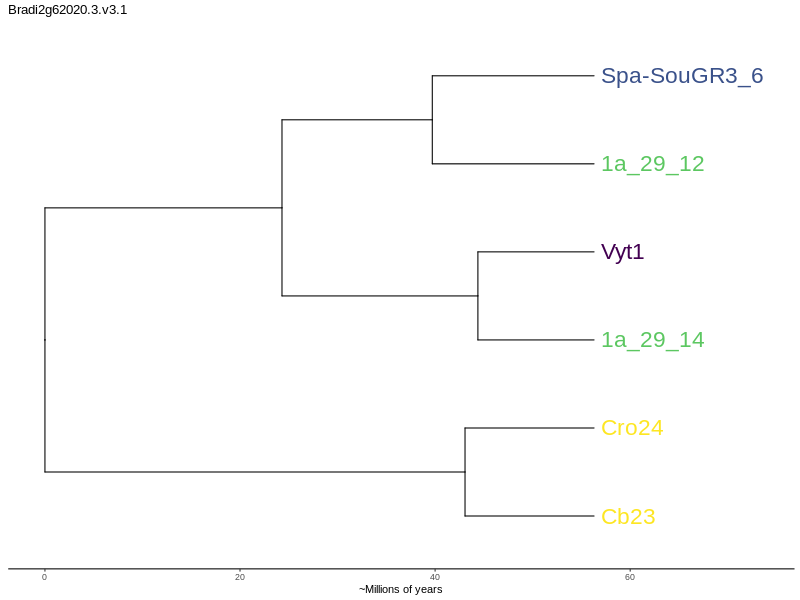 Bradi2g62020.3.v3.1
Spa-SouGR3_6
1a_29_12
Vyt1
1a_29_14
Cro24
Cb23
0 20 40 60
~Millions of years